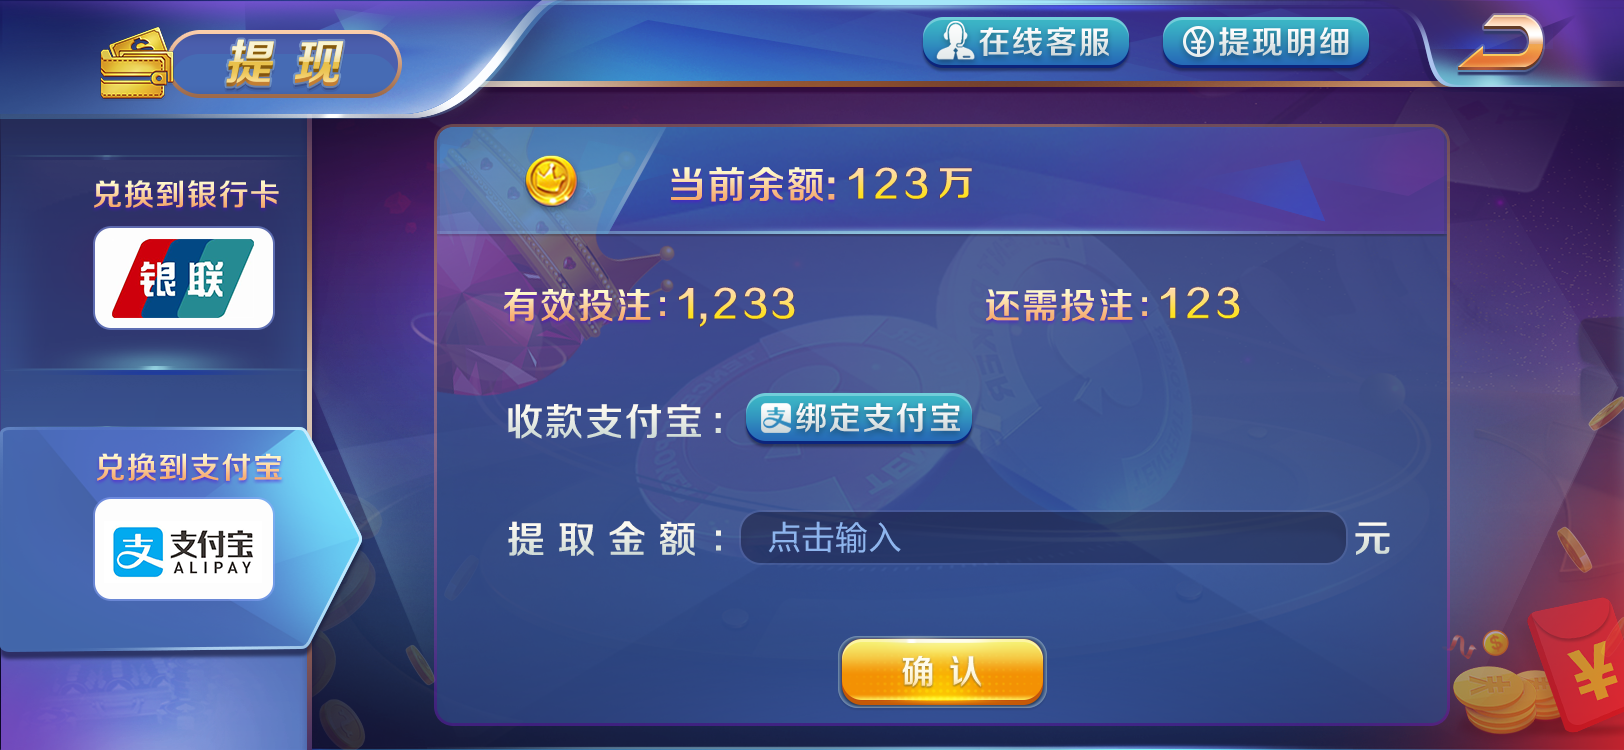 提现
在线客服
提现明细
兑换到银行卡
银联
兑换到支付宝
支 支付宝
ALIPAY
当前余额:123万
有效投注:1,233
还需投注:123
收款支付宝:
支 绑定支付宝
提取金额:
点击输入
元
确认
¥